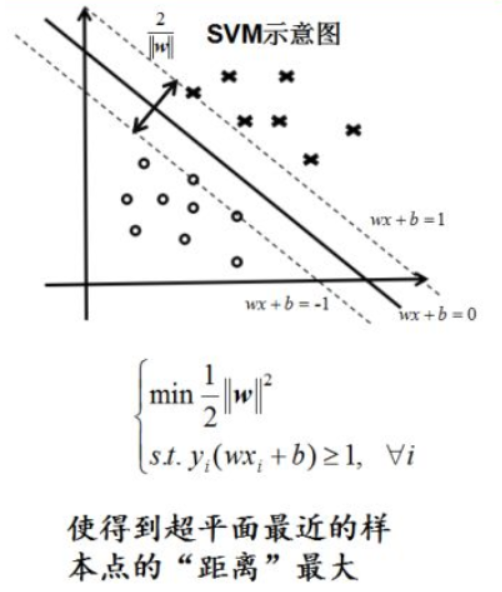 2/||w||
SVM示意图
wx + b = 1
wx + b = -1
wx + b = 0
min 1/2 ||w||²
s.t. yᵢ(wxᵢ + b) ≥ 1, ∀i
使得到超平面最近的样
本点的“距离”最大